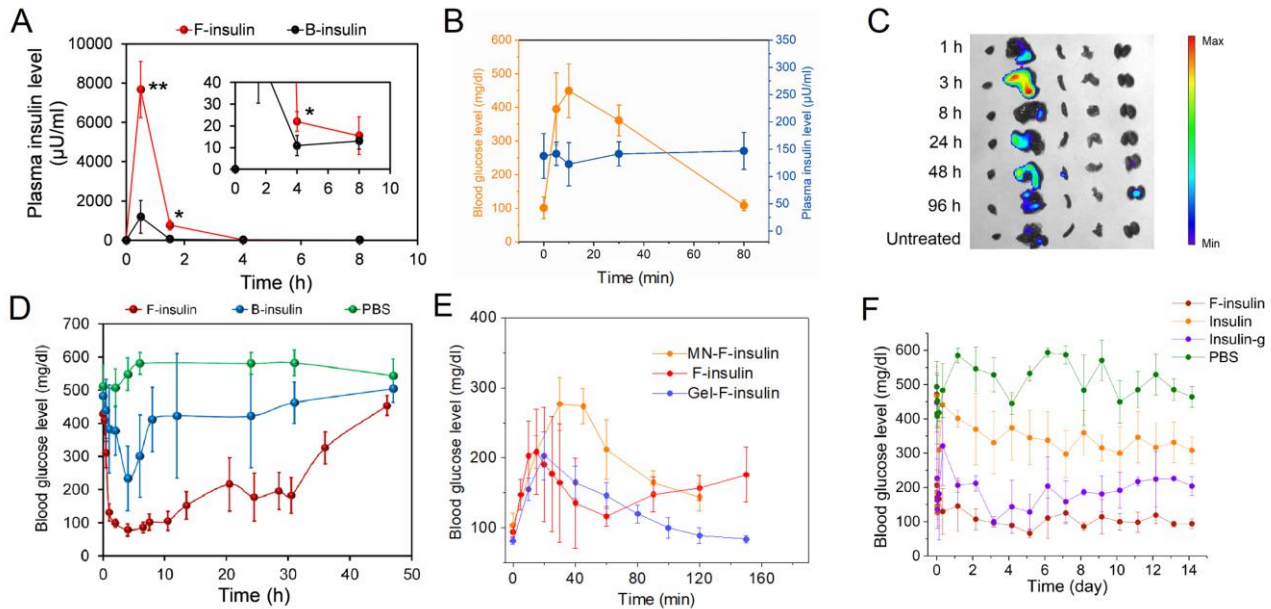 A
F-insulin
B-insulin
Plasma insulin level
(μU/ml)
10000
8000
6000
4000
2000
0
**
*
40
30
20
10
0
*
0 2 4 6 8 10
0 2 4 6 8 10
Time (h)
B
Blood glucose level (mg/dl)
600
500
400
300
200
100
0
Plasma insulin level (μU/ml)
350
300
250
200
150
100
50
0
0 20 40 60 80
Time (min)
C
1 h
3 h
8 h
24 h
48 h
96 h
Untreated
Max
Min
D
F-insulin
B-insulin
PBS
Blood glucose level (mg/dl)
700
600
500
400
300
200
100
0
0 10 20 30 40 50
Time (h)
E
MN-F-insulin
F-insulin
Gel-F-insulin
Blood glucose level (mg/dl)
400
300
200
100
0 40 80 120 160
Time (min)
F
F-insulin
Insulin
Insulin-g
PBS
Blood glucose level (mg/dl)
600
500
400
300
200
100
0
0 2 4 6 8 10 12 14
Time (day)